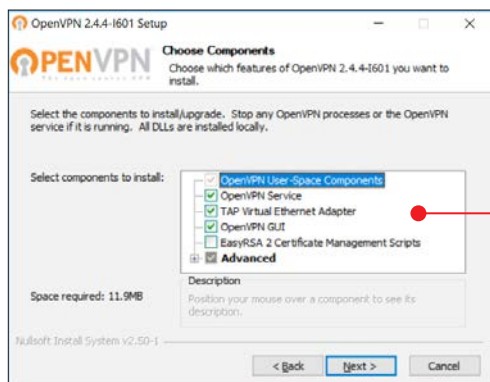 OpenVPN 2.4.4-I601 Setup
OPENVPN
Choose Components
Choose which features of OpenVPN 2.4.4-I601 you want to
install.
Select the components to install/upgrade. Stop any OpenVPN processes or the OpenVPN
service if it is running. All DLLs are installed locally.
Select components to install:
OpenVPN User-Space Components
OpenVPN Service
TAP Virtual Ethernet Adapter
OpenVPN GUI
EasyRSA 2 Certificate Management Scripts
Advanced
Description
Space required: 11.9MB
Position your mouse over a component to see its
description.
Nullsoft Install System v2.50-1
< Back
Next >
Cancel